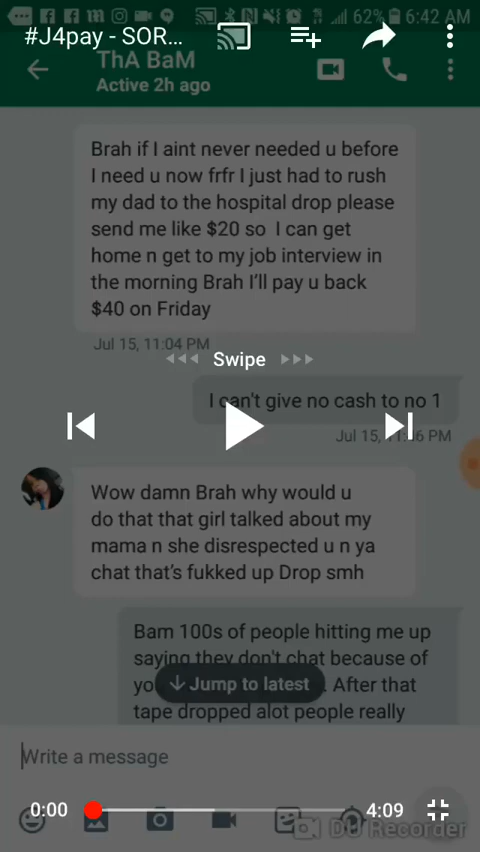 62% 6:42 AM
#J4pay - SOR...
ThA BaM
Active 2h ago
Brah if I aint never needed u before
I need u now frfr I just had to rush
my dad to the hospital drop please
send me like $20 so I can get
home n get to my job interview in
the morning Brah I'll pay u back
$40 on Friday
Jul 15, 11:04 PM
Swipe
I can't give no cash to no 1
Jul 15, 11:36 PM
Wow damn Brah why would u
do that that girl talked about my
mama n she disrespected u n ya
chat that's fukked up Drop smh
Bam 100s of people hitting me up
saying they don't chat because of
After that
Jump to latest
tape dropped alot people really
Write a message
0:00
4:09
DU Recorder